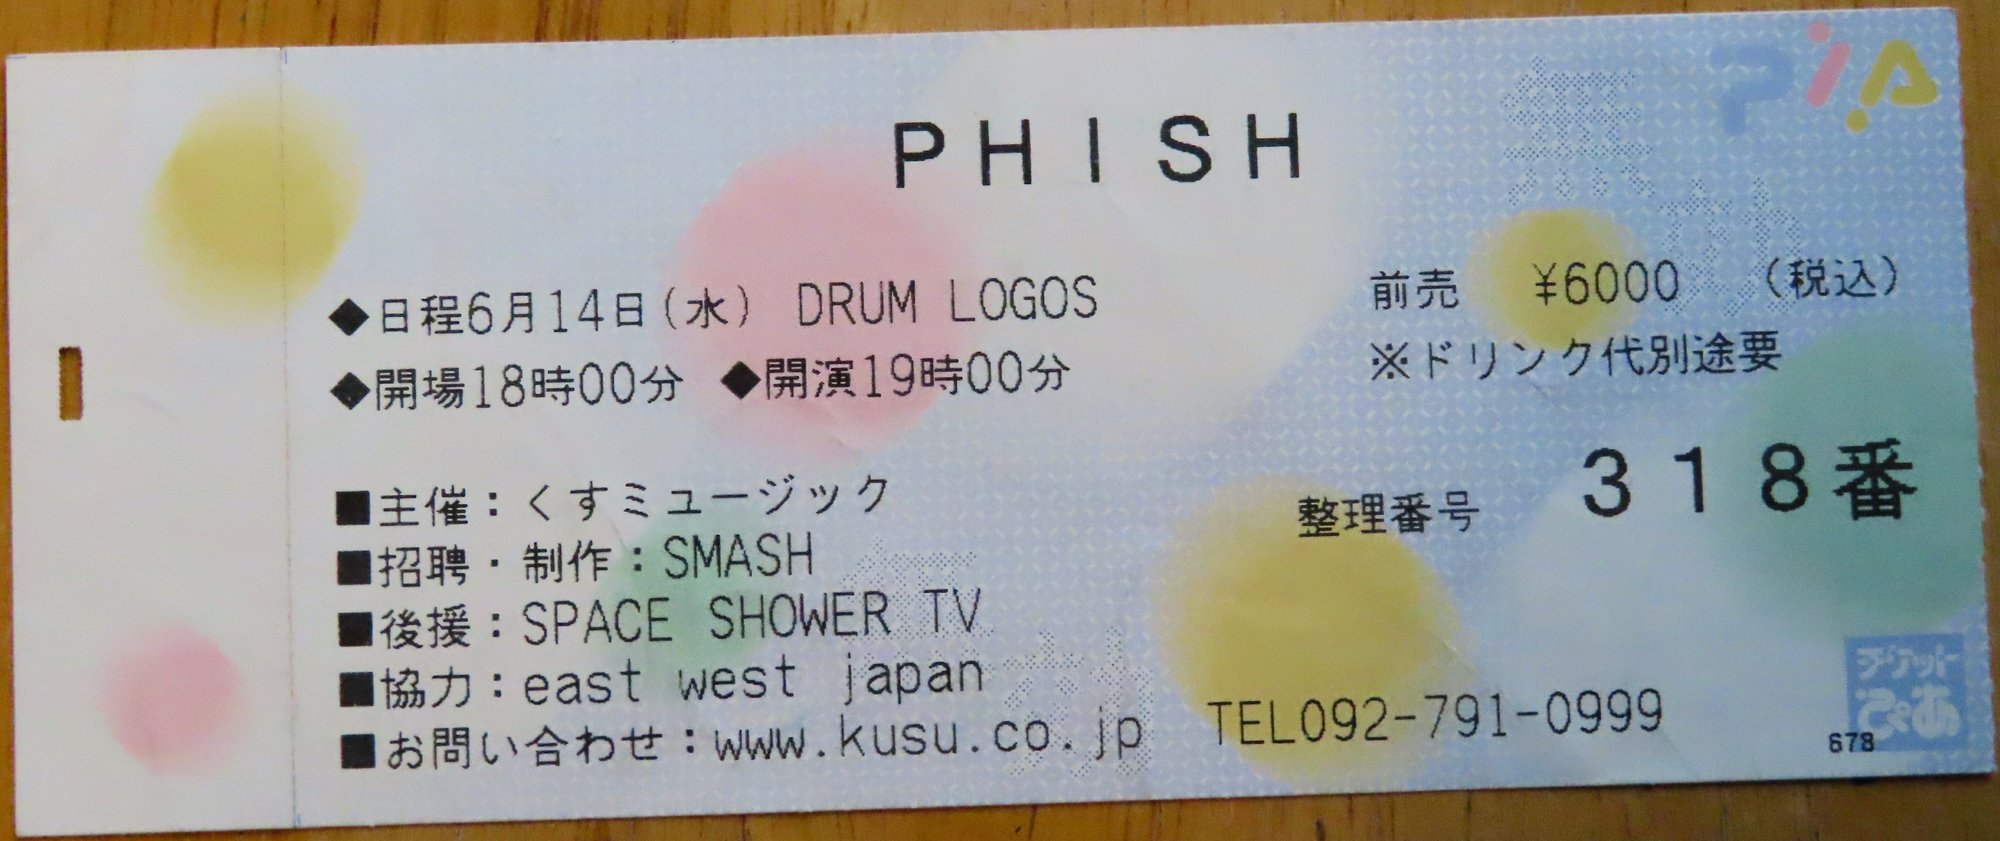 PIA
PHISH
◆日程6月14日(水) DRUM LOGOS
前売 ¥6000 (税込)
◆開場18時00分 ◆開演19時00分
※ドリンク代別途要
整理番号 318番
■主催：くすミュージック
■招聘・制作：SMASH
■後援：SPACE SHOWER TV
■協力：east west japan
■お問い合わせ：www.kusu.co.jp TEL092-791-0999
チケット
ぴあ
678